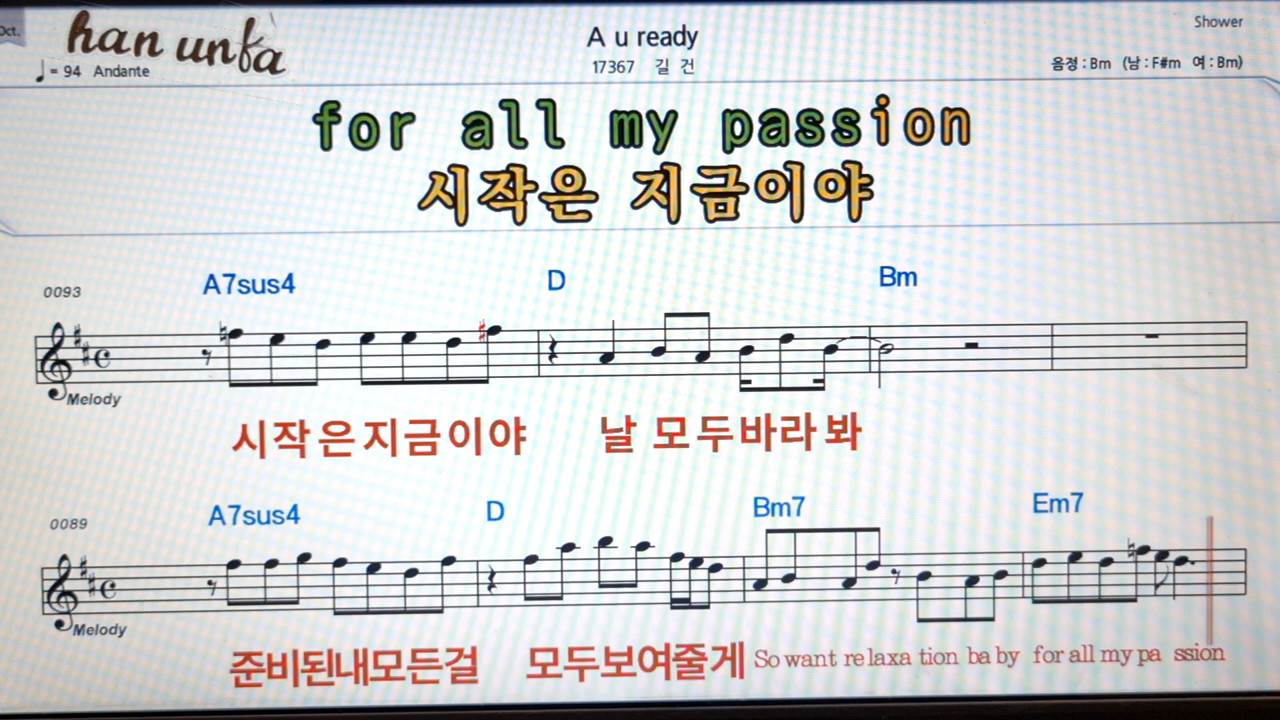 Oct.
han unfa
Shower
A u ready
♩= 94 Andante
17367 길 건
음정 : Bm (남 : F#m 여 : Bm)
for all my passion
시작은 지금이야
A7sus4 D Bm
0093
Melody
시작은지금이야 날 모두바라봐
A7sus4 D Bm7 Em7
0089
Melody
준비된내모든걸 모두보여줄게 So want relaxa tion ba by for all my pa ssion